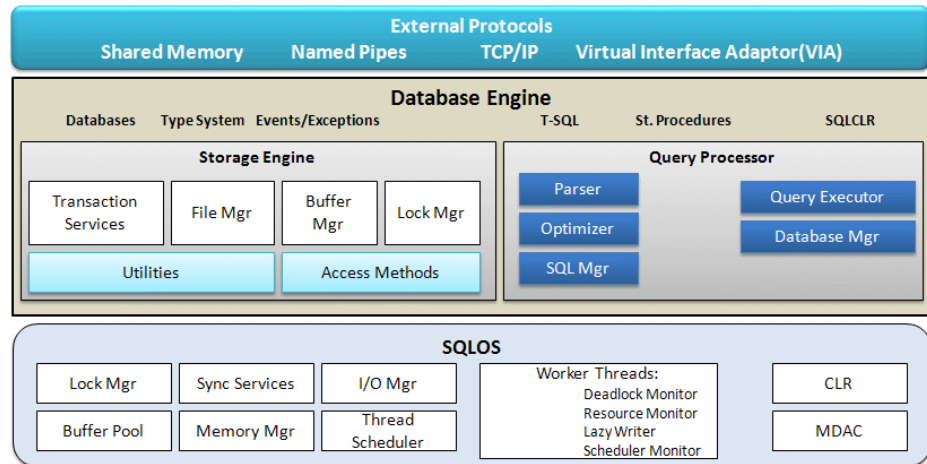 External Protocols
Shared Memory Named Pipes TCP/IP Virtual Interface Adaptor(VIA)
Database Engine
Databases Type System Events/Exceptions T-SQL St. Procedures SQLCLR
Storage Engine
Transaction
Services
File Mgr
Buffer
Mgr
Lock Mgr
Utilities
Access Methods
Query Processor
Parser
Optimizer
SQL Mgr
Query Executor
Database Mgr
SQLOS
Lock Mgr
Sync Services
I/O Mgr
Buffer Pool
Memory Mgr
Thread
Scheduler
Worker Threads:
Deadlock Monitor
Resource Monitor
Lazy Writer
Scheduler Monitor
CLR
MDAC